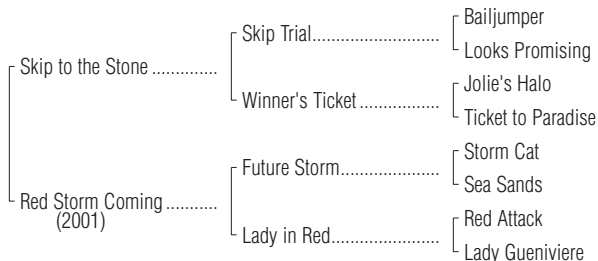 Bailjumper
Skip Trial....................
Looks Promising
Skip to the Stone .............
Jolie's Halo
Winner's Ticket ................
Ticket to Paradise
Storm Cat
Future Storm....................
Sea Sands
Red Storm Coming ...........
(2001)
Red Attack
Lady in Red......................
Lady Gueniviere